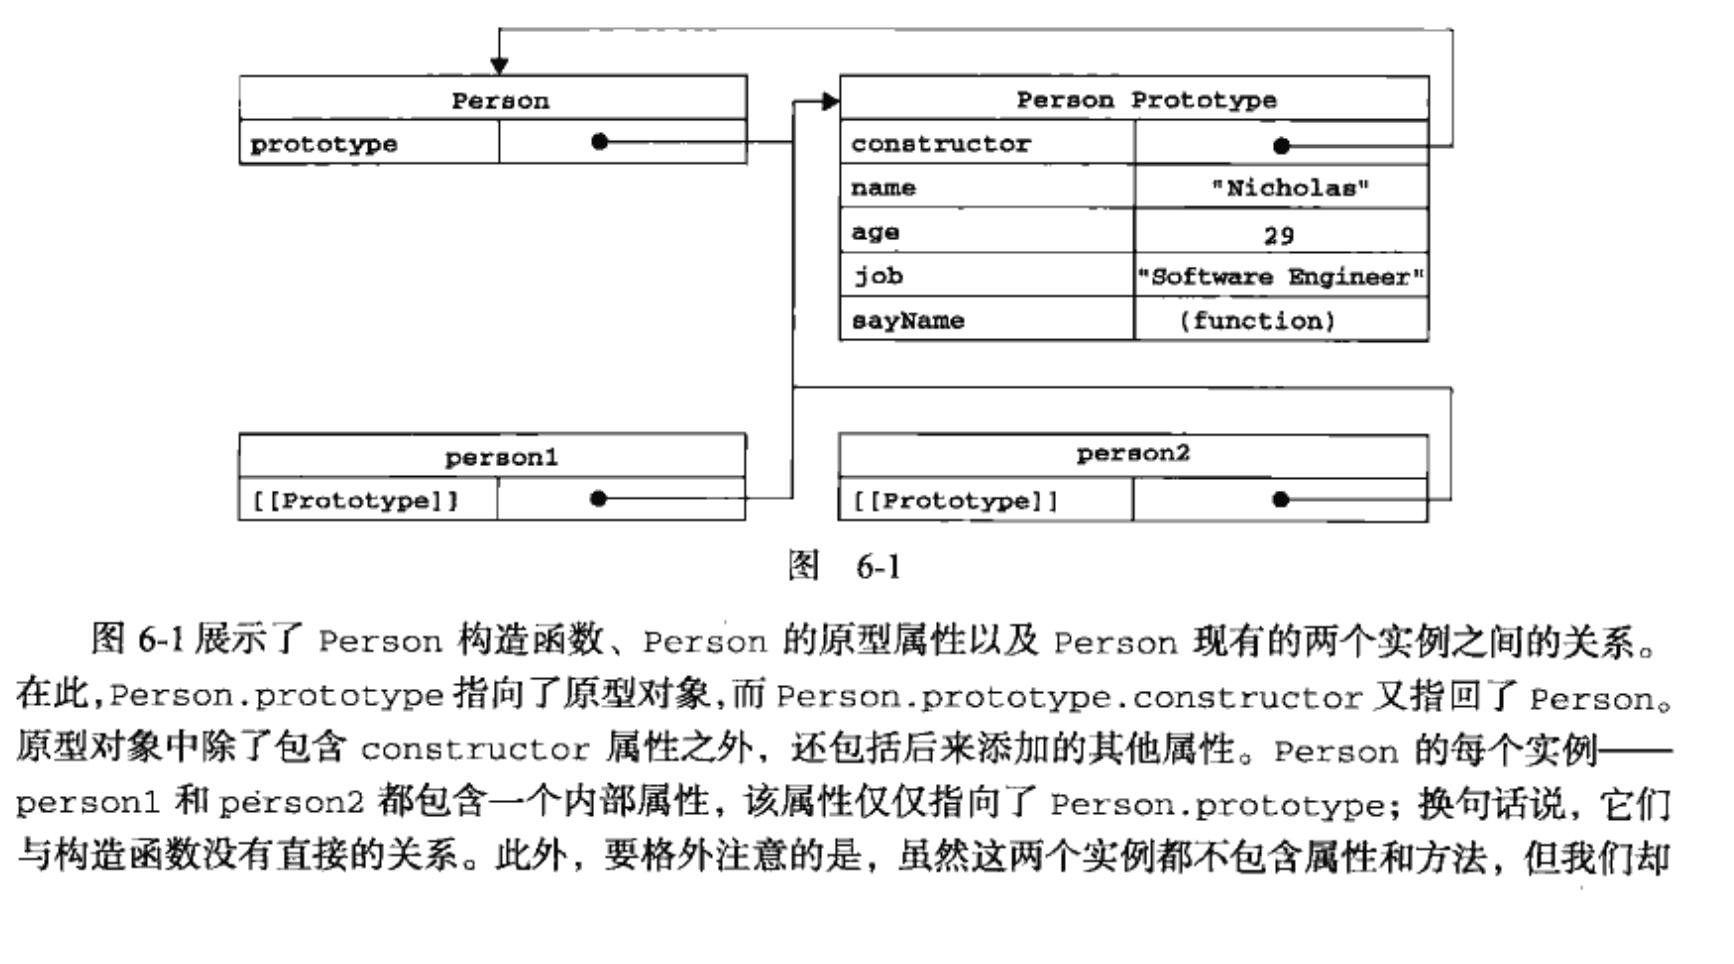 Person
prototype
Person Prototype
constructor
name "Nicholas"
age 29
job "Software Engineer"
sayName (function)
person1
[[Prototype]]
person2
[[Prototype]]
图 6-1
图 6-1 展示了 Person 构造函数、Person 的原型属性以及 Person 现有的两个实例之间的关系。
在此,Person.prototype 指向了原型对象,而 Person.prototype.constructor 又指回了 Person。
原型对象中除了包含 constructor 属性之外，还包括后来添加的其他属性。Person 的每个实例——
person1 和 person2 都包含一个内部属性，该属性仅仅指向了 Person.prototype；换句话说，它们
与构造函数没有直接的关系。此外，要格外注意的是，虽然这两个实例都不包含属性和方法，但我们却